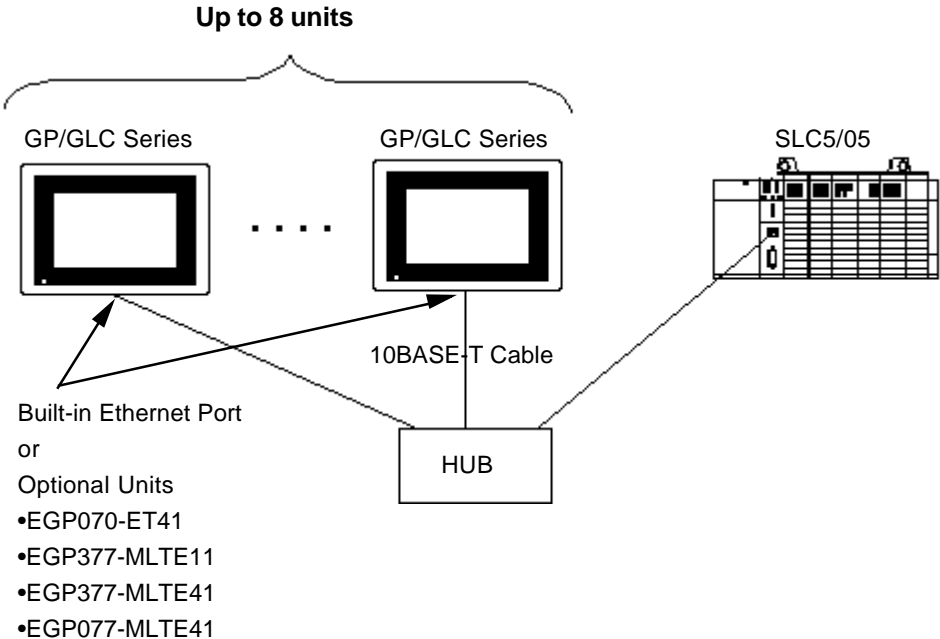 Up to 8 units
GP/GLC Series
GP/GLC Series
SLC5/05
10BASE-T Cable
Built-in Ethernet Port
or
Optional Units
•EGP070-ET41
•EGP377-MLTE11
•EGP377-MLTE41
•EGP077-MLTE41
HUB